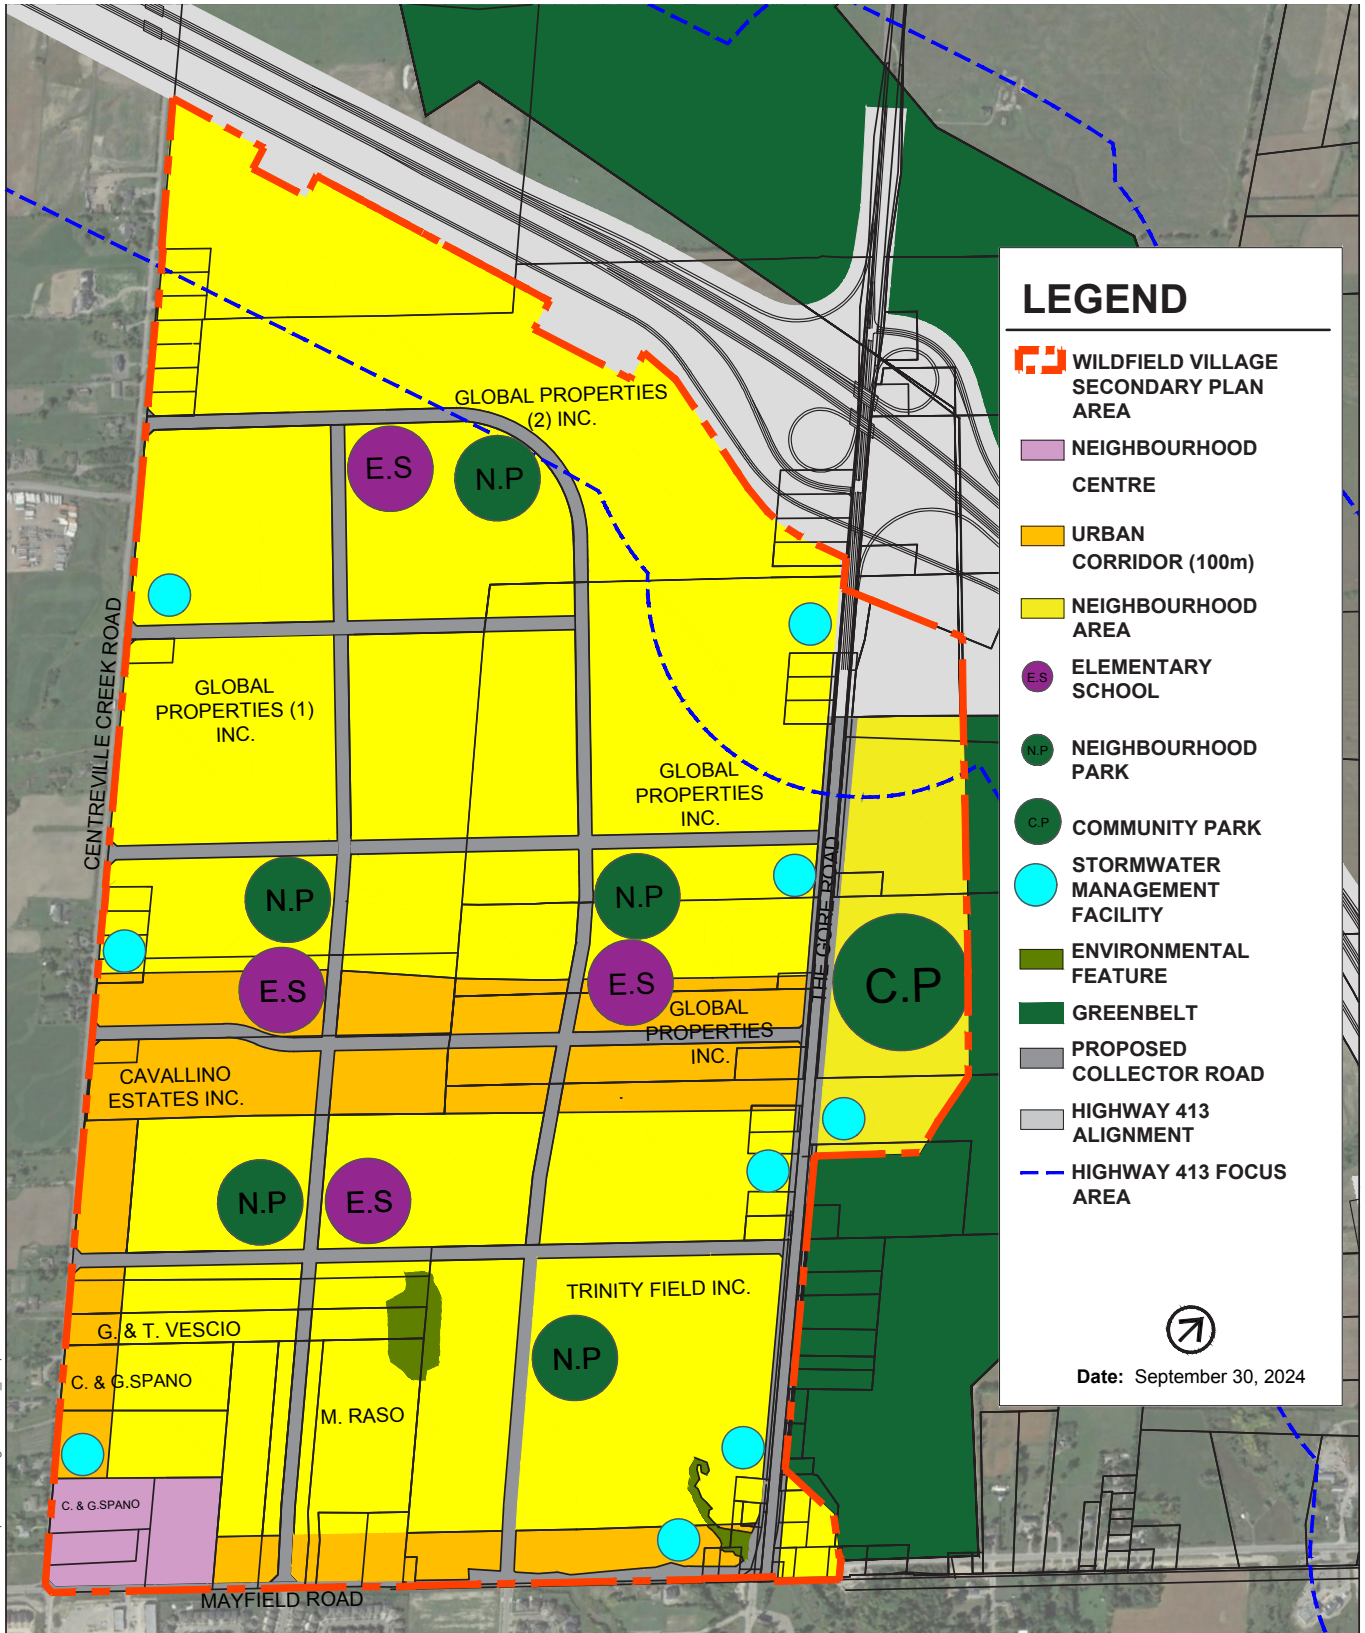 GLOBAL PROPERTIES
(2) INC.
E.S
N.P
CENTREVILLE CREEK ROAD
GLOBAL
PROPERTIES (1)
INC.
GLOBAL
PROPERTIES
INC.
THE GORE ROAD
N.P
N.P
E.S
E.S
C.P
GLOBAL
PROPERTIES
INC.
CAVALLINO
ESTATES INC.
N.P
E.S
TRINITY FIELD INC.
G. & T. VESCIO
N.P
C. & G.SPANO
M. RASO
C. & G.SPANO
MAYFIELD ROAD
LEGEND
WILDFIELD VILLAGE
SECONDARY PLAN
AREA
NEIGHBOURHOOD
CENTRE
URBAN
CORRIDOR (100m)
NEIGHBOURHOOD
AREA
E.S
ELEMENTARY
SCHOOL
N.P
NEIGHBOURHOOD
PARK
C.P
COMMUNITY PARK
STORMWATER
MANAGEMENT
FACILITY
ENVIRONMENTAL
FEATURE
GREENBELT
PROPOSED
COLLECTOR ROAD
HIGHWAY 413
ALIGNMENT
HIGHWAY 413 FOCUS
AREA
Date: September 30, 2024